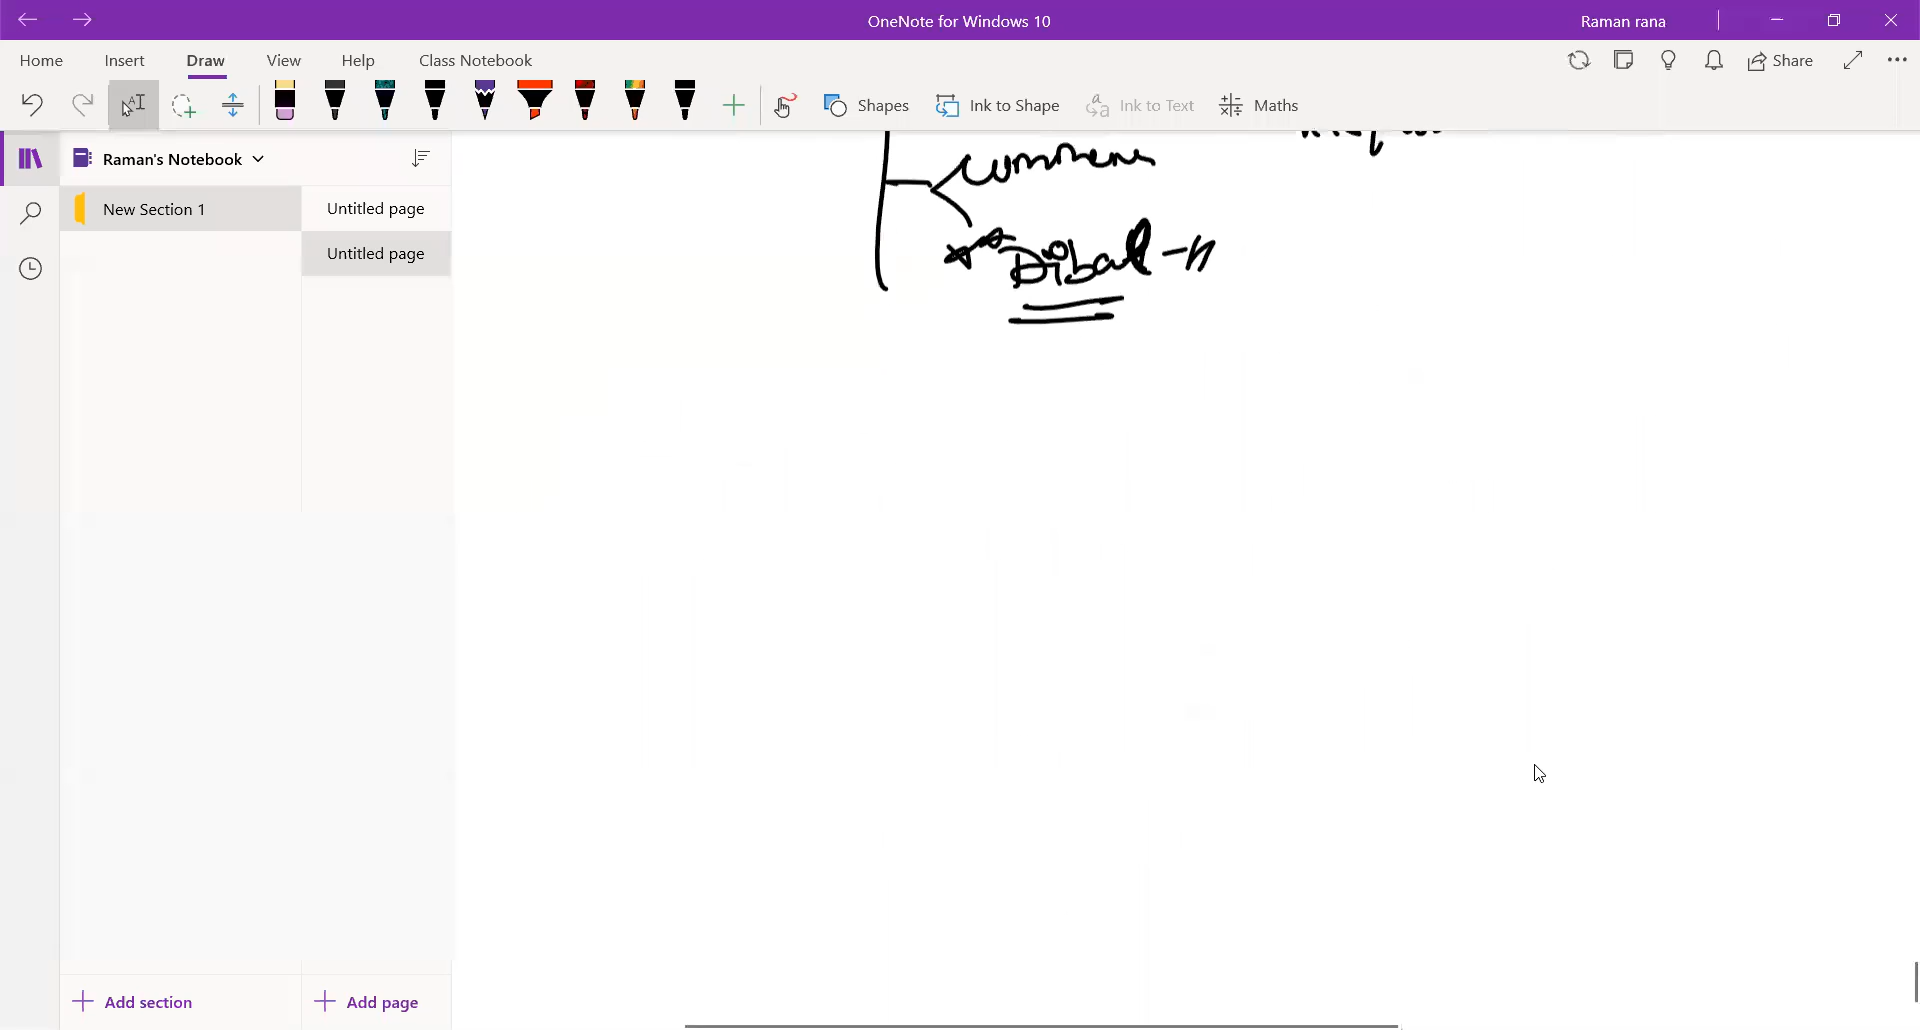 OneNote for Windows 10
Raman rana
Home Insert Draw View Help Class Notebook
Share
Shapes Ink to Shape Ink to Text Maths
Raman's Notebook
New Section 1
Untitled page
Untitled page
Dibal-H
Add section
Add page